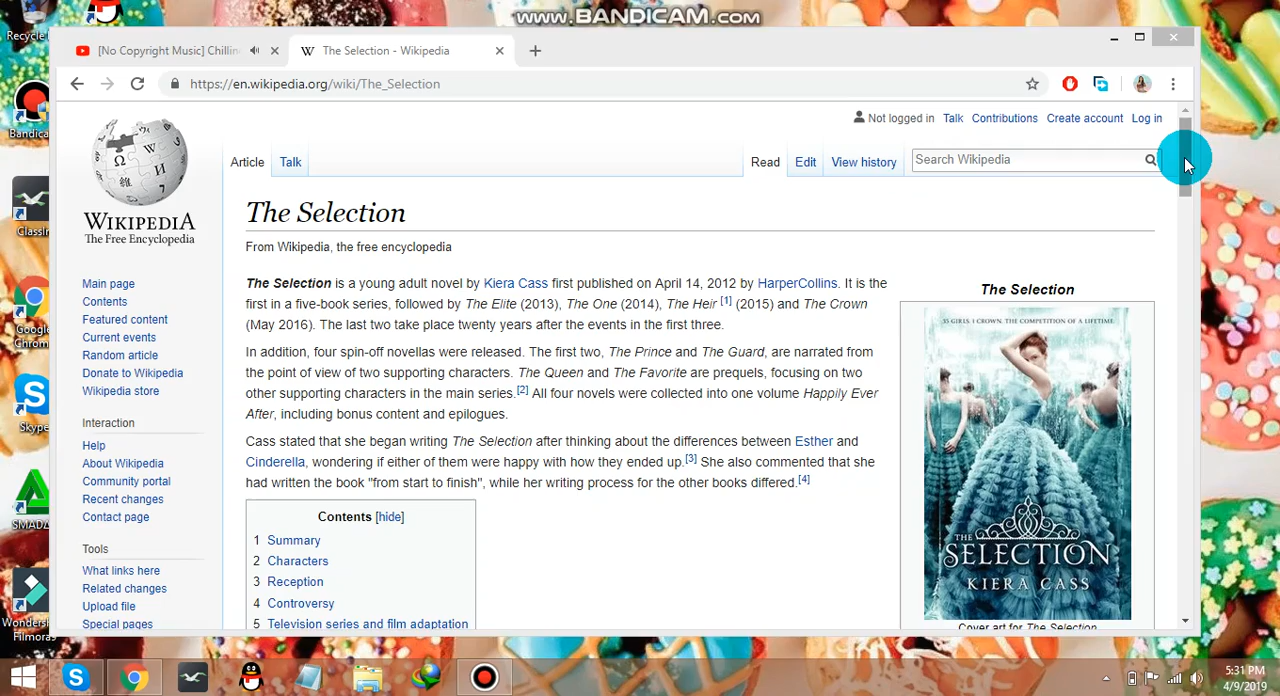 www.BANDICAM.com
Recycle
[No Copyright Music] Chillin
The Selection - Wikipedia
https://en.wikipedia.org/wiki/The_Selection
Bandica
Not logged in Talk Contributions Create account Log in
Article Talk Read Edit View history Search Wikipedia
WIKIPEDIA
The Free Encyclopedia
Main page
Contents
Featured content
Current events
Random article
Donate to Wikipedia
Wikipedia store
Interaction
Help
About Wikipedia
Community portal
Recent changes
Contact page
Tools
What links here
Related changes
Upload file
Special pages
The Selection
From Wikipedia, the free encyclopedia
The Selection is a young adult novel by Kiera Cass first published on April 14, 2012 by HarperCollins. It is the
first in a five-book series, followed by The Elite (2013), The One (2014), The Heir [1] (2015) and The Crown
(May 2016). The last two take place twenty years after the events in the first three.
In addition, four spin-off novellas were released. The first two, The Prince and The Guard, are narrated from
the point of view of two supporting characters. The Queen and The Favorite are prequels, focusing on two
other supporting characters in the main series.[2] All four novels were collected into one volume Happily Ever
After, including bonus content and epilogues.
Cass stated that she began writing The Selection after thinking about the differences between Esther and
Cinderella, wondering if either of them were happy with how they ended up.[3] She also commented that she
had written the book "from start to finish", while her writing process for the other books differed.[4]
Contents [hide]
1 Summary
2 Characters
3 Reception
4 Controversy
5 Television series and film adaptation
The Selection
35 GIRLS. 1 CROWN. THE COMPETITION OF A LIFETIME.
THE
SELECTION
KIERA CASS
Cover art for The Selection
ClassIn
Google
Chrom
Skype
SMADA
Wonders
Filmora
5:31 PM
4/9/2019